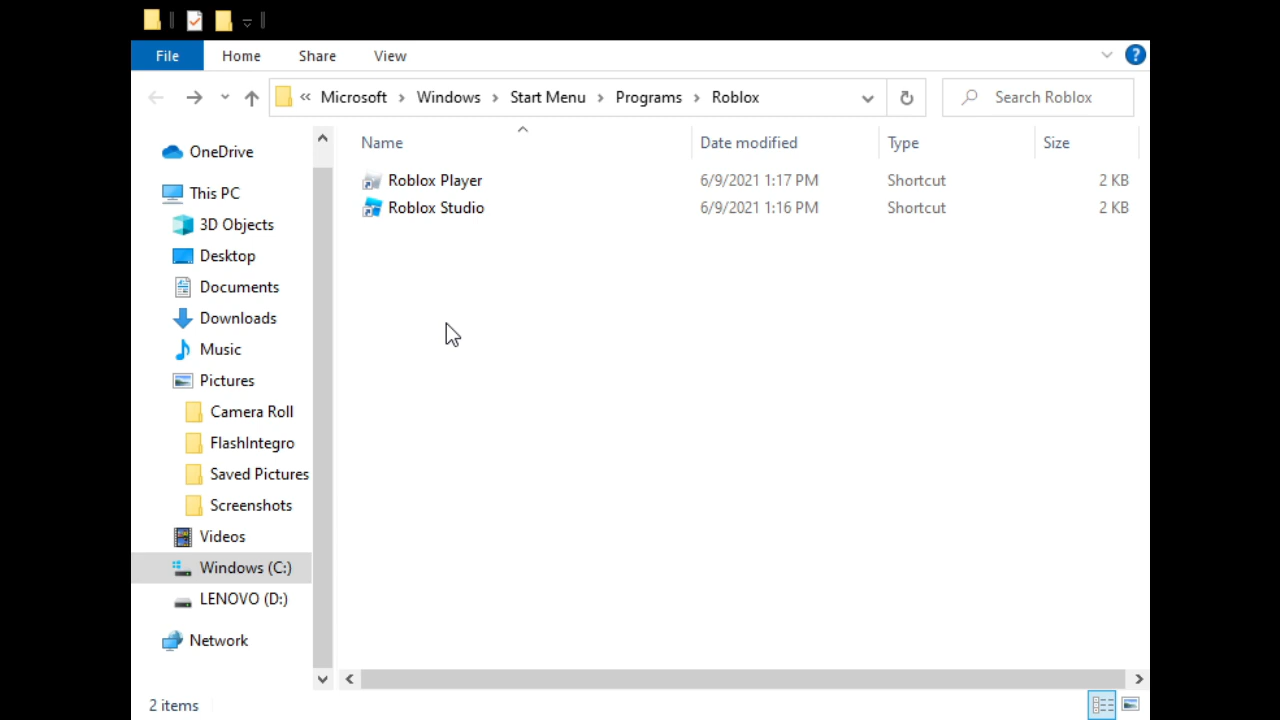 File Home Share View
« Microsoft > Windows > Start Menu > Programs > Roblox Search Roblox
Name Date modified Type Size
Roblox Player 6/9/2021 1:17 PM Shortcut 2 KB
Roblox Studio 6/9/2021 1:16 PM Shortcut 2 KB
OneDrive
This PC
3D Objects
Desktop
Documents
Downloads
Music
Pictures
Camera Roll
FlashIntegro
Saved Pictures
Screenshots
Videos
Windows (C:)
LENOVO (D:)
Network
2 items